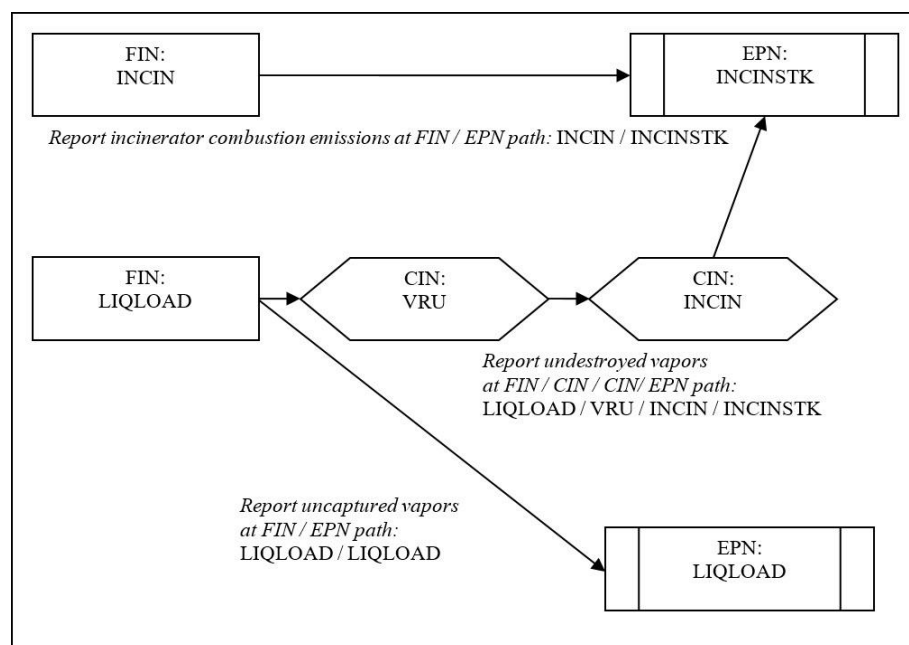 FIN:
INCIN
EPN:
INCINSTK
Report incinerator combustion emissions at FIN / EPN path: INCIN / INCINSTK
FIN:
LIQLOAD
CIN:
VRU
CIN:
INCIN
Report undestroyed vapors
at FIN / CIN / CIN/ EPN path:
LIQLOAD / VRU / INCIN / INCINSTK
Report uncaptured vapors
at FIN / EPN path:
LIQLOAD / LIQLOAD
EPN:
LIQLOAD